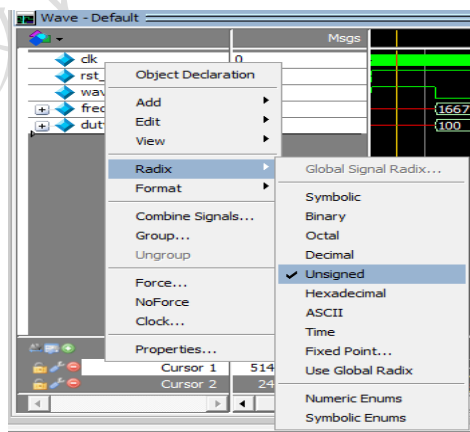 Wave - Default
Msgs
clk
0
rst_
wav
freq
1667
dut
100
Object Declaration
Add
Edit
View
Radix
Format
Combine Signals...
Group...
Ungroup
Force...
NoForce
Clock...
Properties...
Global Signal Radix...
Symbolic
Binary
Octal
Decimal
Unsigned
Hexadecimal
ASCII
Time
Fixed Point...
Use Global Radix
Numeric Enums
Symbolic Enums
Cursor 1
514
Cursor 2
24